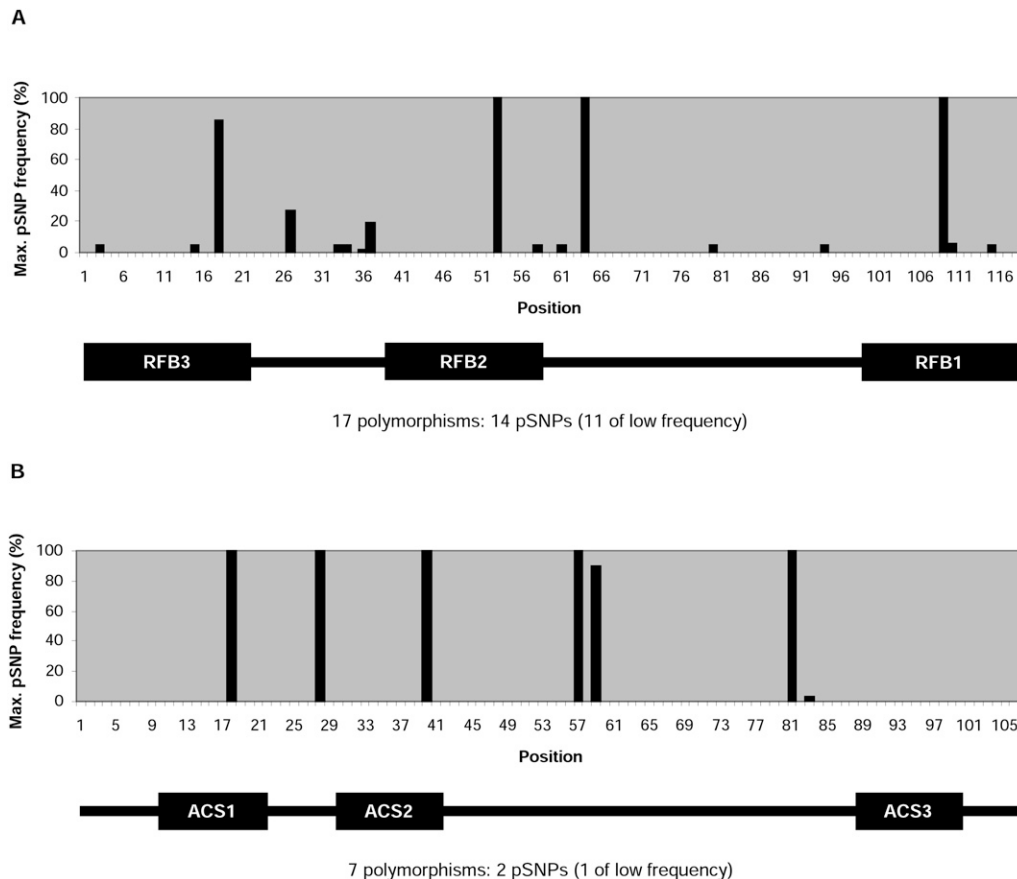 A
Max. pSNP frequency (%)
100
80
60
40
20
0
1 6 11 16 21 26 31 36 41 46 51 56 61 66 71 76 81 86 91 96 101 106 111 116
Position
RFB3 RFB2 RFB1
17 polymorphisms: 14 pSNPs (11 of low frequency)
B
Max. pSNP frequency (%)
100
80
60
40
20
0
1 5 9 13 17 21 25 29 33 37 41 45 49 53 57 61 65 69 73 77 81 85 89 93 97 101 105
Position
ACS1 ACS2 ACS3
7 polymorphisms: 2 pSNPs (1 of low frequency)